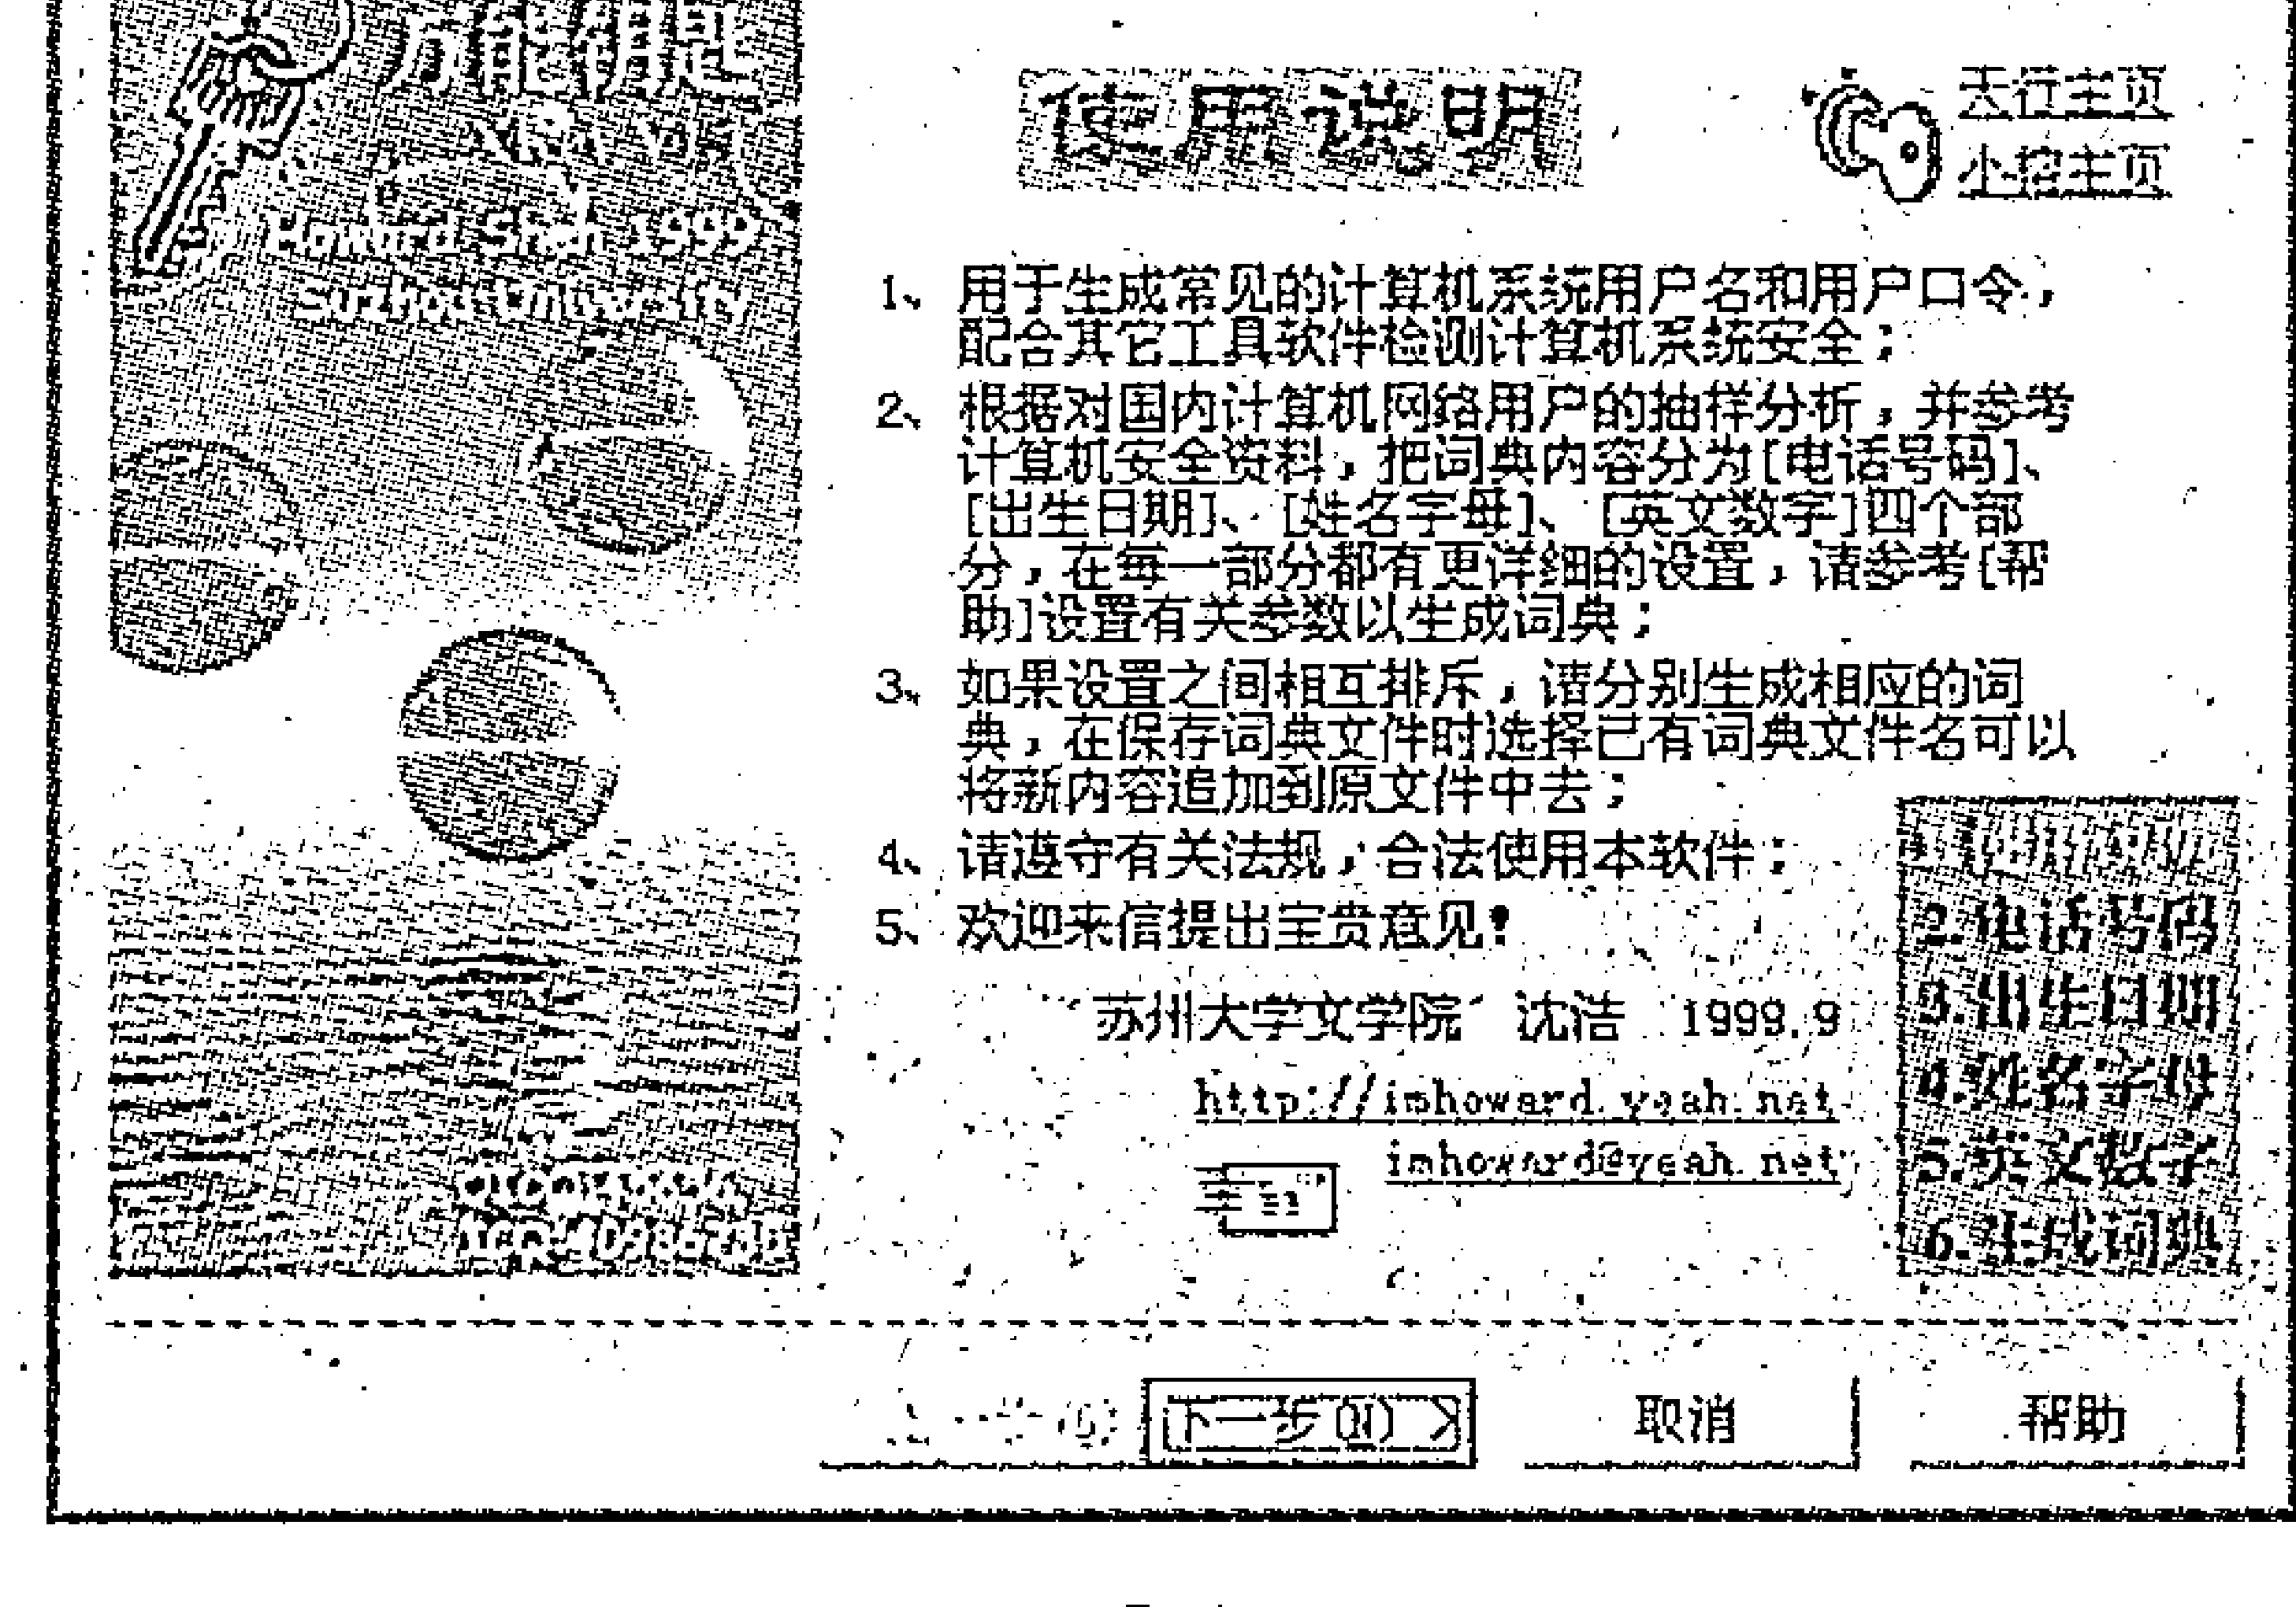 万能钥匙
Howard Shen 1999
Suzhou University
使用说明
天行主页
小榕主页
1、用于生成常见的计算机系统用户名和用户口令，
配合其它工具软件检测计算机系统安全；
2、根据对国内计算机网络用户的抽样分析，并参考
计算机安全资料，把词典内容分为[电话号码]、
[出生日期]、[姓名字母]、[英文数字]四个部
分，在每一部分都有更详细的设置，请参考[帮
助]设置有关参数以生成词典；
3、如果设置之间相互排斥，请分别生成相应的词
典，在保存词典文件时选择已有词典文件名可以
将新内容追加到原文件中去；
4、请遵守有关法规，合法使用本软件；
5、欢迎来信提出宝贵意见！
苏州大学文学院 沈浩 1999.9
http://imhoward.yeah.net
imhoward@yeah.net
2.电话号码
3.出生日期
4.姓名字母
5.英文数字
6.生成词典
下一步(N) >
取消
帮助